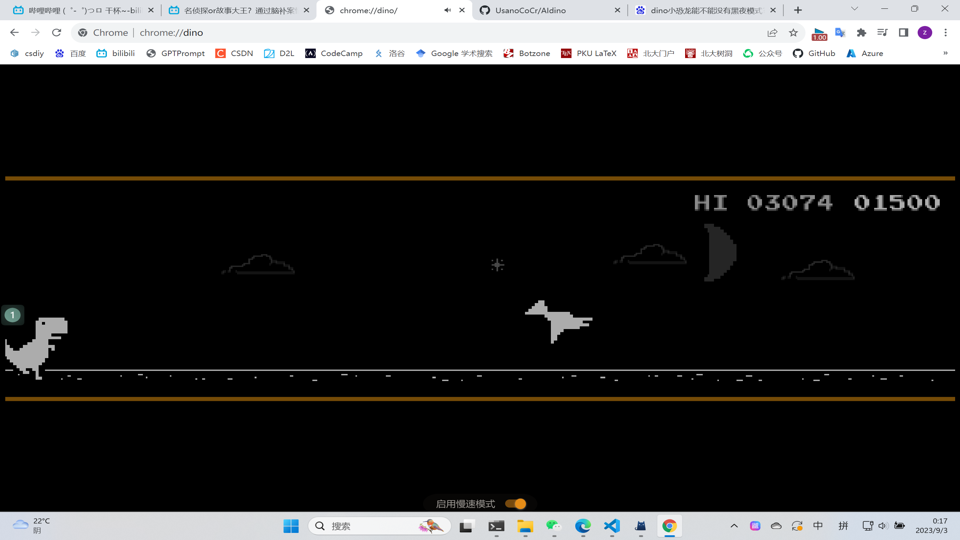 哔哩哔哩 (゜-゜)つロ 干杯~-bili
名侦探or故事大王？通过脑补案
chrome://dino/
UsanoCoCr/AIdino
dino小恐龙能不能没有黑夜模式
Chrome | chrome://dino
1.00
z
csdiy
百度
bilibili
GPTPrompt
CSDN
D2L
CodeCamp
洛谷
Google 学术搜索
Botzone
PKU LaTeX
北大门户
北大树洞
公众号
GitHub
Azure
»
HI 03074 01500
1
启用慢速模式
22°C
阴
搜索
中
拼
0:17
2023/9/3